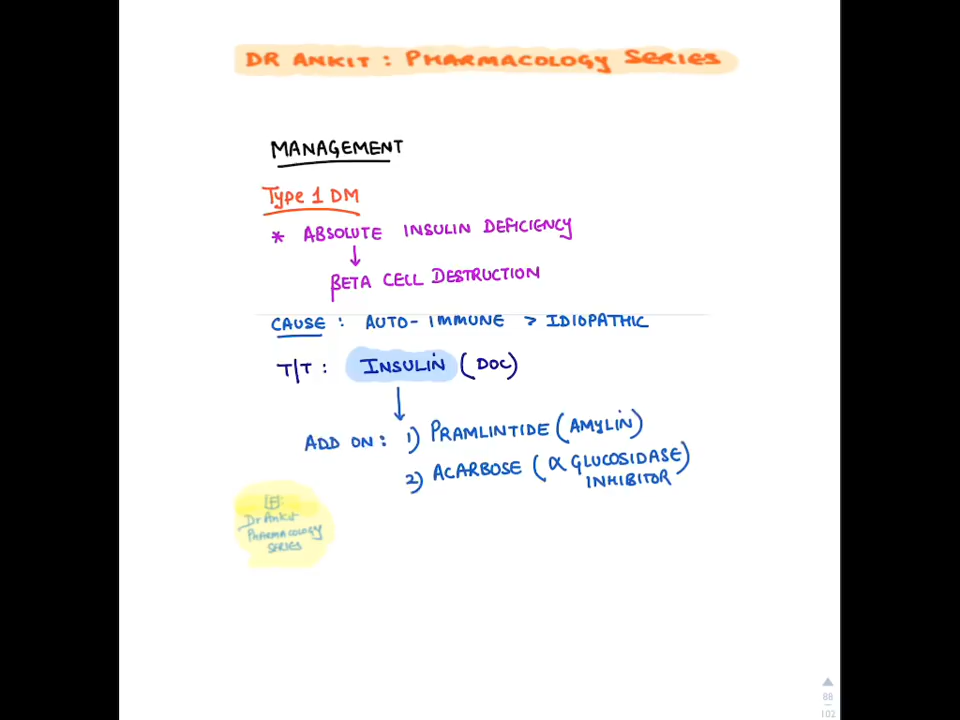 DR ANKIT : PHARMACOLOGY SERIES
MANAGEMENT
Type 1 DM
* ABSOLUTE INSULIN DEFICIENCY
↓
BETA CELL DESTRUCTION
CAUSE : AUTO-IMMUNE > IDIOPATHIC
T/T : INSULIN (DOC)
↓
ADD ON : 1) PRAMLINTIDE (AMYLIN)
2) ACARBOSE (α GLUCOSIDASE
INHIBITOR)
Dr Ankit
PHARMACOLOGY
SERIES
88
102